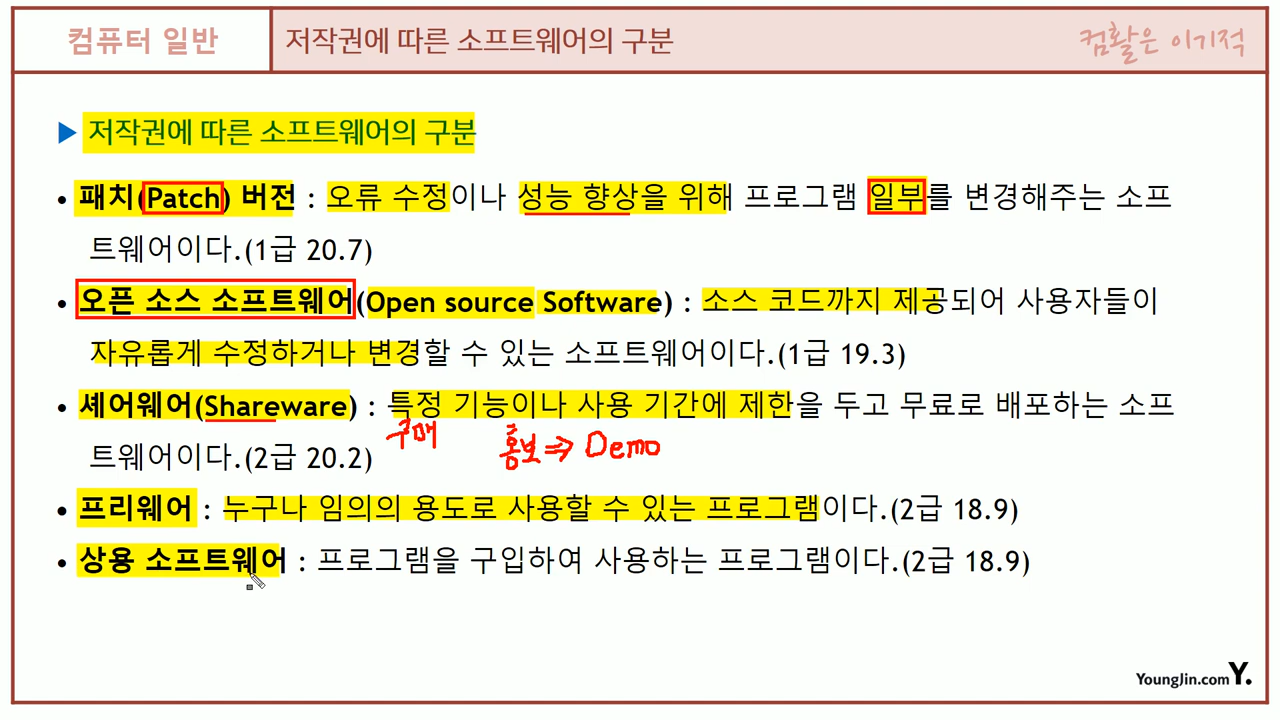 컴퓨터 일반
저작권에 따른 소프트웨어의 구분
컴활은 이기적
▶ 저작권에 따른 소프트웨어의 구분
• 패치(Patch) 버전 : 오류 수정이나 성능 향상을 위해 프로그램 일부를 변경해주는 소프
트웨어이다.(1급 20.7)
• 오픈 소스 소프트웨어(Open source Software) : 소스 코드까지 제공되어 사용자들이
자유롭게 수정하거나 변경할 수 있는 소프트웨어이다.(1급 19.3)
• 셰어웨어(Shareware) : 특정 기능이나 사용 기간에 제한을 두고 무료로 배포하는 소프
구매 홍보⇒ Demo
트웨어이다.(2급 20.2)
• 프리웨어 : 누구나 임의의 용도로 사용할 수 있는 프로그램이다.(2급 18.9)
• 상용 소프트웨어 : 프로그램을 구입하여 사용하는 프로그램이다.(2급 18.9)
YoungJin.com Y.